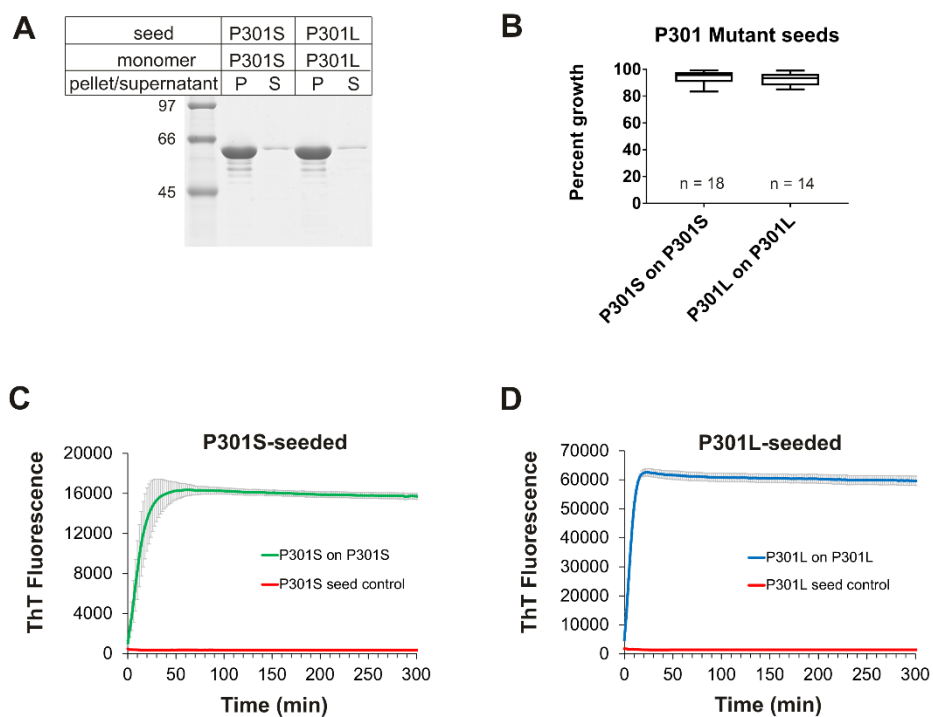 A
seed P301S P301L
monomer P301S P301L
pellet/supernatant P S P S
97
66
45
B
P301 Mutant seeds
Percent growth
100
80
60
40
20
0
n = 18 n = 14
P301S on P301S
P301L on P301L
C
P301S-seeded
ThT Fluorescence
20000
16000
12000
8000
4000
0
P301S on P301S
P301S seed control
0 50 100 150 200 250 300
Time (min)
D
P301L-seeded
ThT Fluorescence
70000
60000
50000
40000
30000
20000
10000
0
P301L on P301L
P301L seed control
0 50 100 150 200 250 300
Time (min)